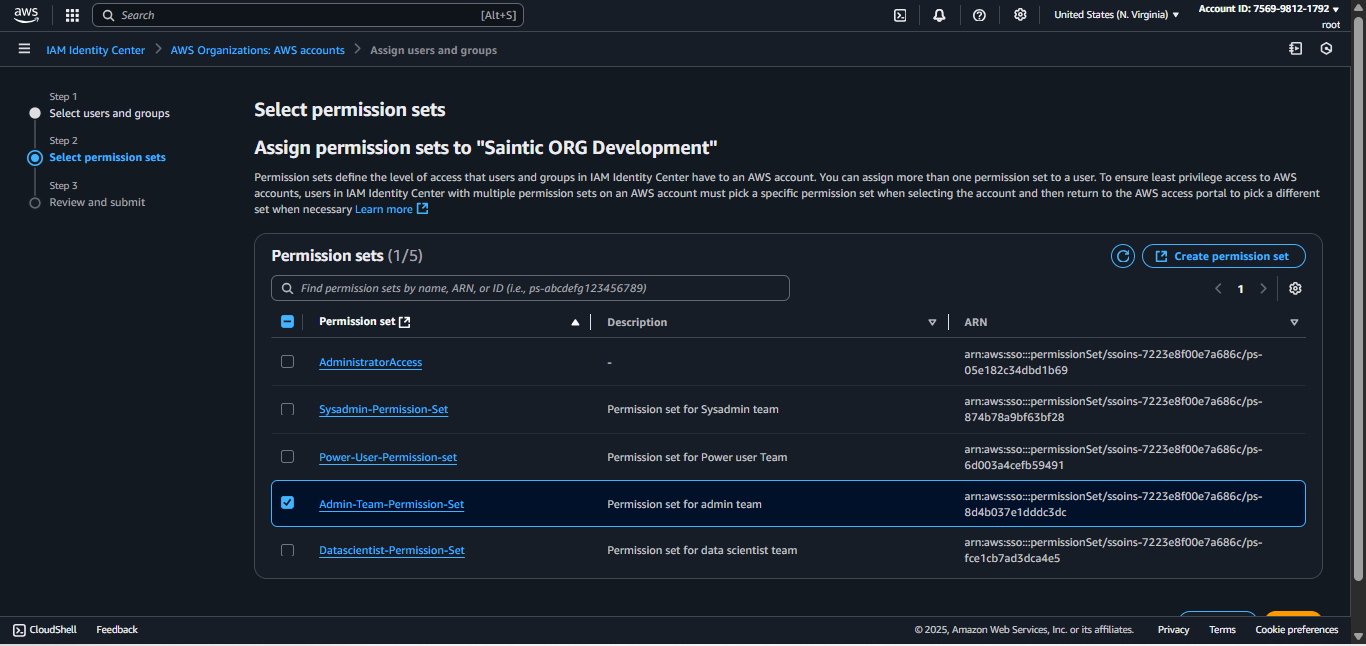 aws
Search [Alt+S]
United States (N. Virginia)
Account ID: 7569-9812-1792
root
IAM Identity Center
AWS Organizations: AWS accounts
Assign users and groups
Step 1
Select users and groups
Step 2
Select permission sets
Step 3
Review and submit
Select permission sets
Assign permission sets to "Saintic ORG Development"
Permission sets define the level of access that users and groups in IAM Identity Center have to an AWS account. You can assign more than one permission set to a user. To ensure least privilege access to AWS
accounts, users in IAM Identity Center with multiple permission sets on an AWS account must pick a specific permission set when selecting the account and then return to the AWS access portal to pick a different
set when necessary Learn more
Permission sets (1/5)
Create permission set
Find permission sets by name, ARN, or ID (i.e., ps-abcdefg123456789)
1
Permission set Description ARN
AdministratorAccess - arn:aws:sso:::permissionSet/ssoins-7223e8f00e7a686c/ps-
05e182c34dbd1b69
Sysadmin-Permission-Set Permission set for Sysadmin team arn:aws:sso:::permissionSet/ssoins-7223e8f00e7a686c/ps-
874b78a9bf63bf28
Power-User-Permission-set Permission set for Power user Team arn:aws:sso:::permissionSet/ssoins-7223e8f00e7a686c/ps-
6d003a4cefb59491
Admin-Team-Permission-Set Permission set for admin team arn:aws:sso:::permissionSet/ssoins-7223e8f00e7a686c/ps-
8d4b037e1dddc3dc
Datascientist-Permission-Set Permission set for data scientist team arn:aws:sso:::permissionSet/ssoins-7223e8f00e7a686c/ps-
fce1cb7ad3dca4e5
CloudShell Feedback © 2025, Amazon Web Services, Inc. or its affiliates. Privacy Terms Cookie preferences